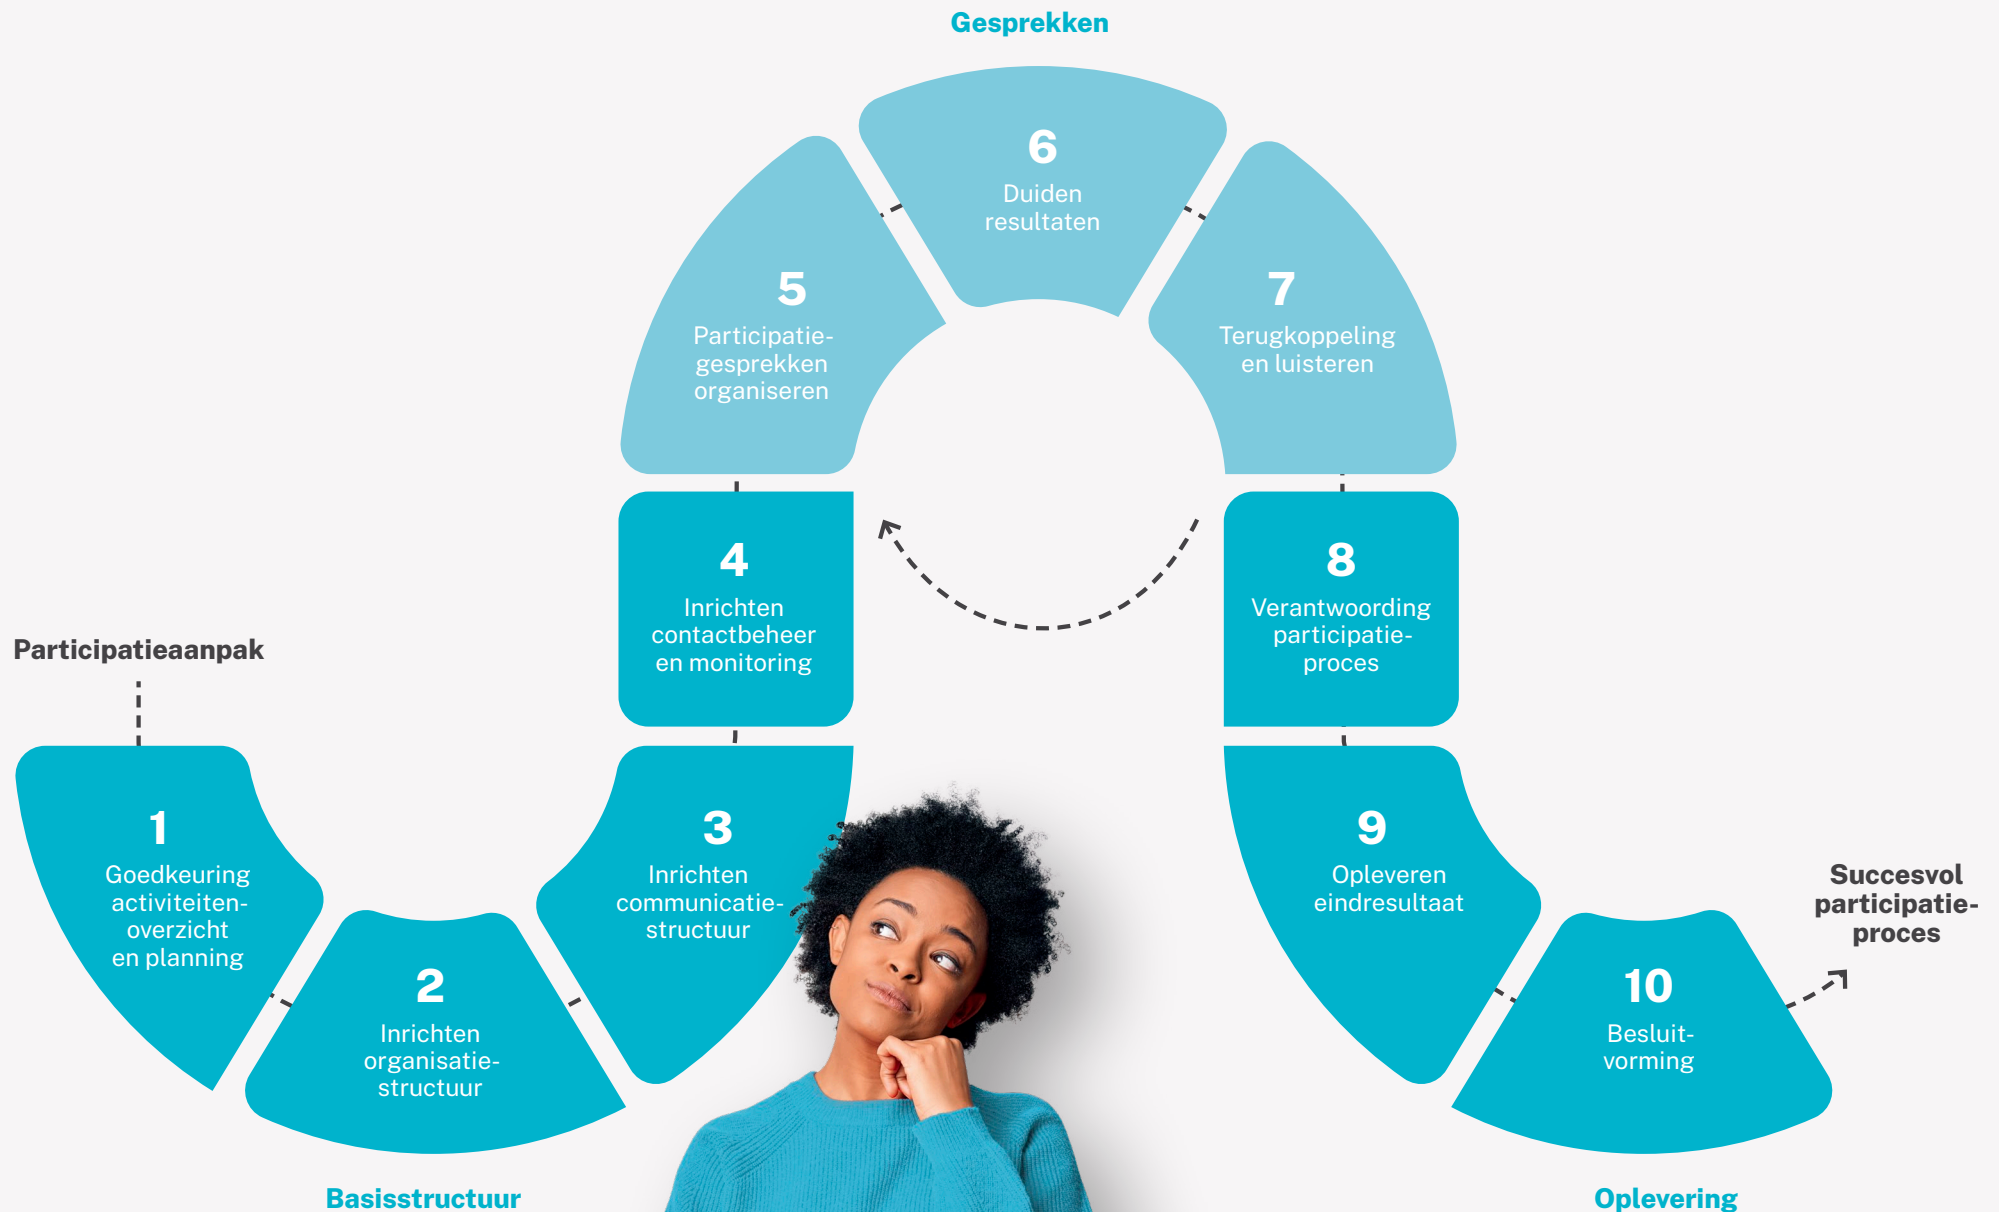 Gesprekken
Participatieaanpak
1
Goedkeuring
activiteiten-
overzicht
en planning
2
Inrichten
organisatie-
structuur
3
Inrichten
communicatie-
structuur
Basisstructuur
4
Inrichten
contactbeheer
en monitoring
5
Participatie-
gesprekken
organiseren
6
Duiden
resultaten
7
Terugkoppeling
en luisteren
8
Verantwoording
participatie-
proces
9
Opleveren
eindresultaat
10
Besluit-
vorming
Succesvol
participatie-
proces
Oplevering